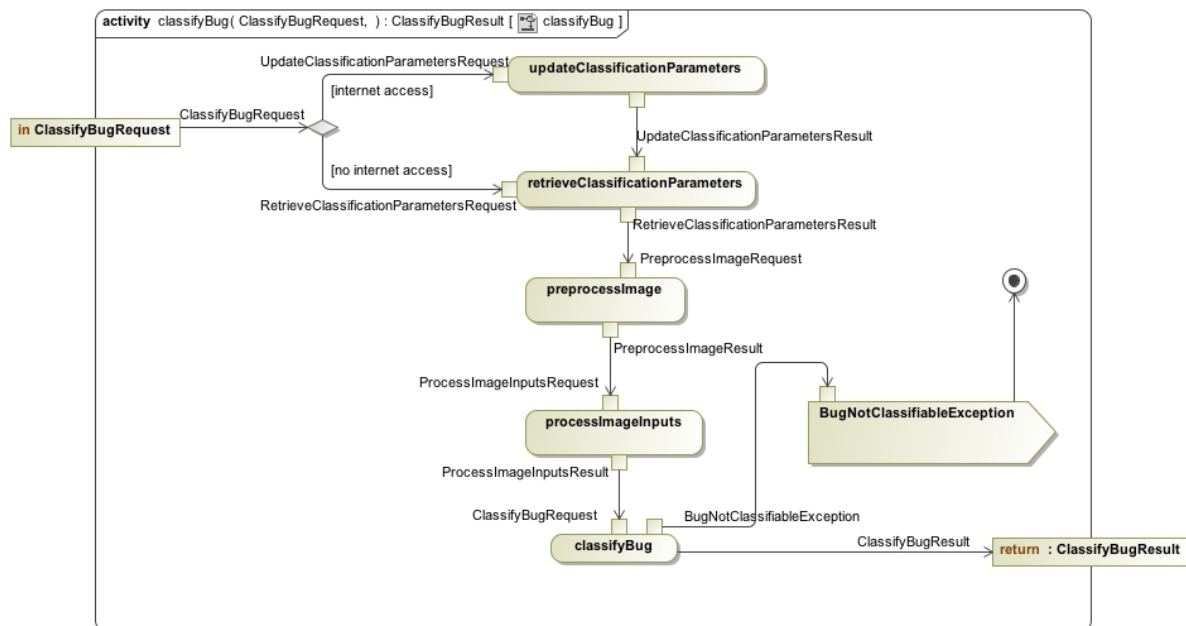 activity classifyBug( ClassifyBugRequest, ) : ClassifyBugResult [ classifyBug ]
UpdateClassificationParametersRequest
updateClassificationParameters
[internet access]
ClassifyBugRequest
in ClassifyBugRequest
UpdateClassificationParametersResult
[no internet access]
retrieveClassificationParameters
RetrieveClassificationParametersRequest
RetrieveClassificationParametersResult
PreprocessImageRequest
preprocessImage
PreprocessImageResult
ProcessImageInputsRequest
BugNotClassifiableException
processImageInputs
ProcessImageInputsResult
ClassifyBugRequest
BugNotClassifiableException
classifyBug
ClassifyBugResult
return : ClassifyBugResult